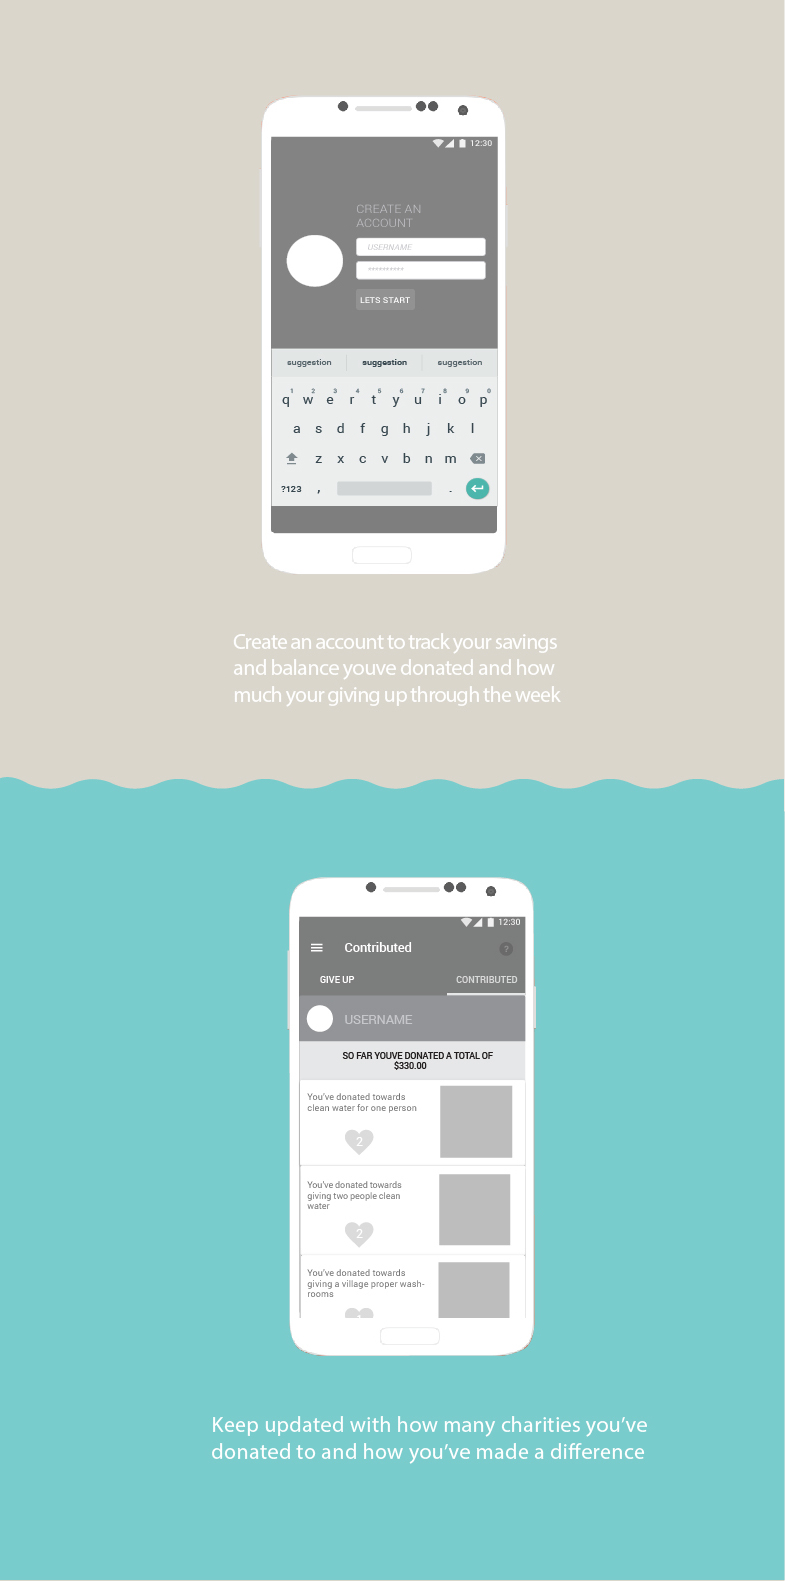 12:30
CREATE AN
ACCOUNT
USERNAME
**********
LETS START
suggestion suggestion suggestion
1 2 3 4 5 6 7 8 9 0
q w e r t y u i o p
a s d f g h j k l
z x c v b n m
?123 , .
Create an account to track your savings
and balance youve donated and how
much your giving up through the week
12:30
Contributed ?
GIVE UP CONTRIBUTED
USERNAME
SO FAR YOUVE DONATED A TOTAL OF
$330.00
You've donated towards
clean water for one person
2
You've donated towards
giving two people clean
water
2
You've donated towards
giving a village proper wash-
rooms
Keep updated with how many charities you've
donated to and how you've made a difference